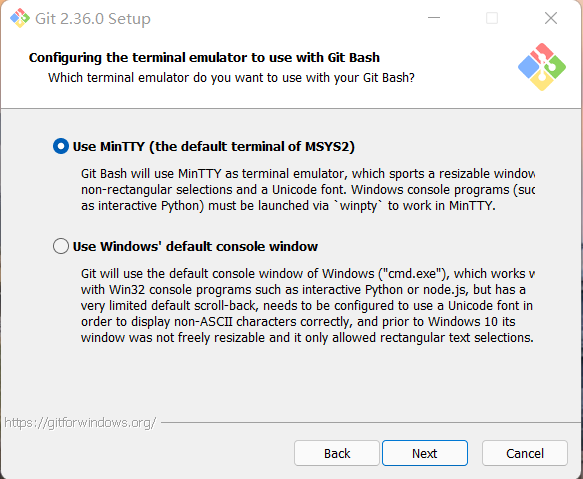 Git 2.36.0 Setup
Configuring the terminal emulator to use with Git Bash
Which terminal emulator do you want to use with your Git Bash?
Use MinTTY (the default terminal of MSYS2)
Git Bash will use MinTTY as terminal emulator, which sports a resizable window
non-rectangular selections and a Unicode font. Windows console programs (suc
as interactive Python) must be launched via `winpty` to work in MinTTY.
Use Windows' default console window
Git will use the default console window of Windows ("cmd.exe"), which works w
with Win32 console programs such as interactive Python or node.js, but has a
very limited default scroll-back, needs to be configured to use a Unicode font in
order to display non-ASCII characters correctly, and prior to Windows 10 its
window was not freely resizable and it only allowed rectangular text selections.
https://gitforwindows.org/
Back Next Cancel